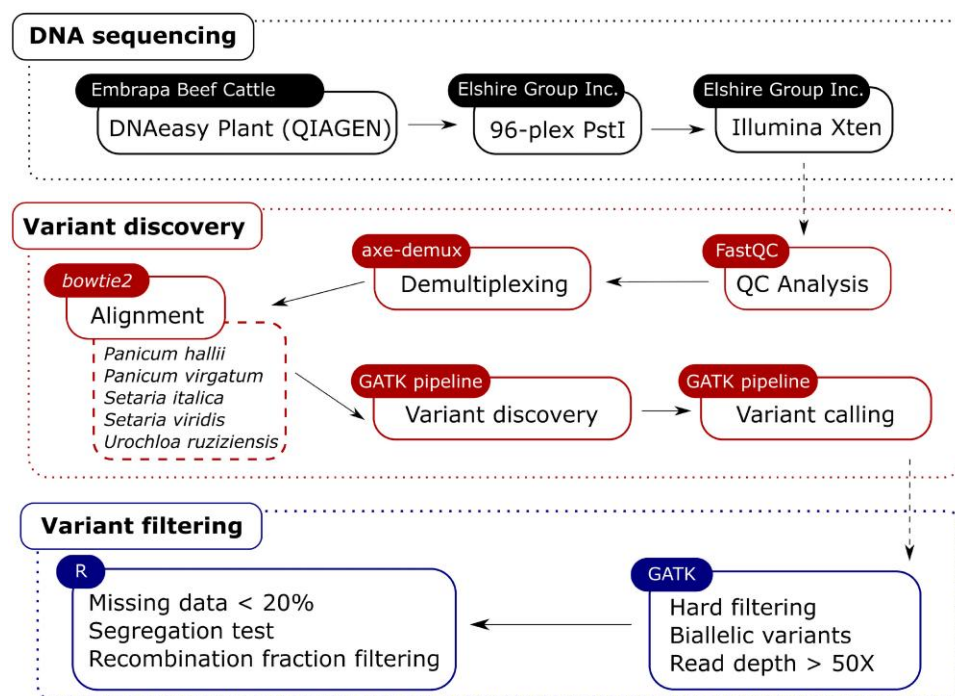 DNA sequencing
Embrapa Beef Cattle
DNAeasy Plant (QIAGEN)
Elshire Group Inc.
96-plex PstI
Elshire Group Inc.
Illumina Xten
Variant discovery
FastQC
QC Analysis
axe-demux
Demultiplexing
bowtie2
Alignment
Panicum hallii
Panicum virgatum
Setaria italica
Setaria viridis
Urochloa ruziziensis
GATK pipeline
Variant discovery
GATK pipeline
Variant calling
Variant filtering
GATK
Hard filtering
Biallelic variants
Read depth > 50X
R
Missing data < 20%
Segregation test
Recombination fraction filtering